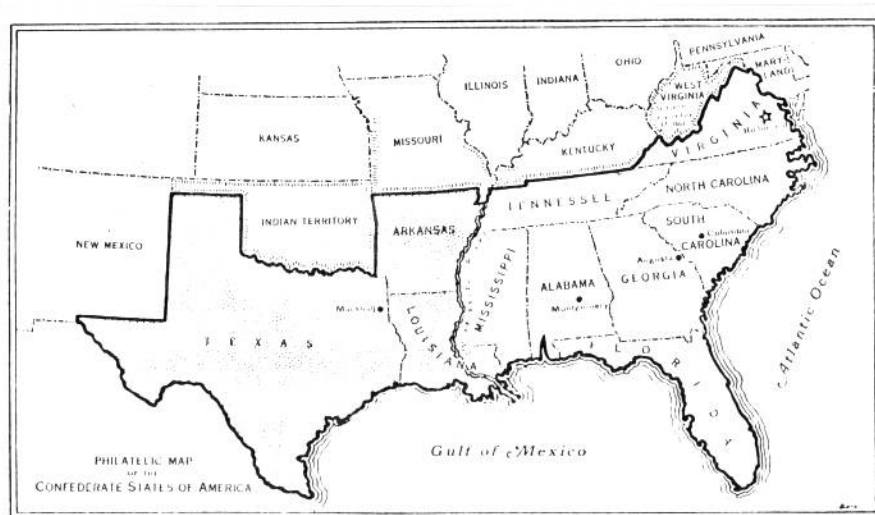 PENNSYLVANIA
OHIO
MARY-
LAND
ILLINOIS
INDIANA
WEST
VIRGINIA
KANSAS
MISSOURI
KENTUCKY
VIRGINIA
TENNESSEE
NORTH CAROLINA
INDIAN TERRITORY
ARKANSAS
SOUTH
CAROLINA
Columbia
NEW MEXICO
Augusta
MISSISSIPPI
ALABAMA
GEORGIA
Montgomery
Marshall
LOUISIANA
TEXAS
FLORIDA
Atlantic Ocean
Gulf of Mexico
PHILATELIC MAP
OF THE
CONFEDERATE STATES OF AMERICA